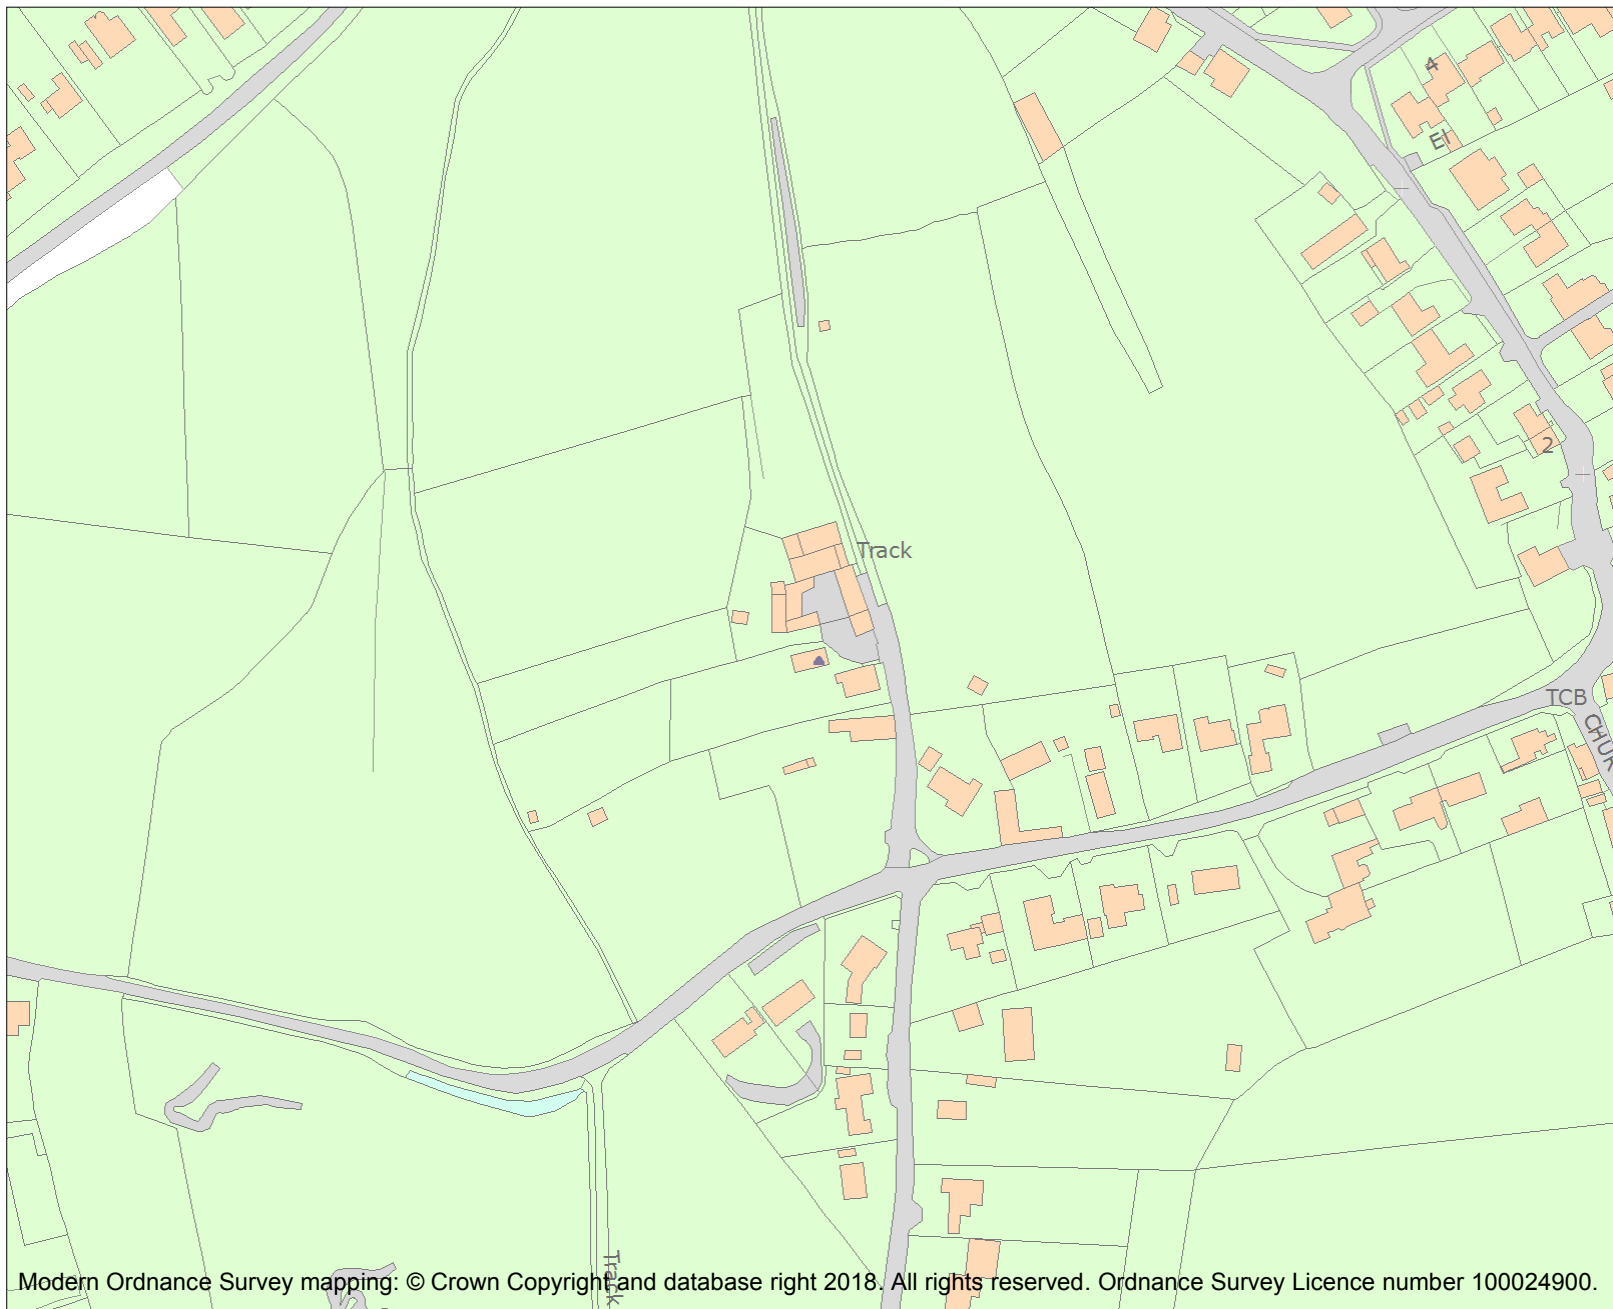 4
El
2
Track
TCB
CHUR
Track
Modern Ordnance Survey mapping: © Crown Copyright and database right 2018. All rights reserved. Ordnance Survey Licence number 100024900.